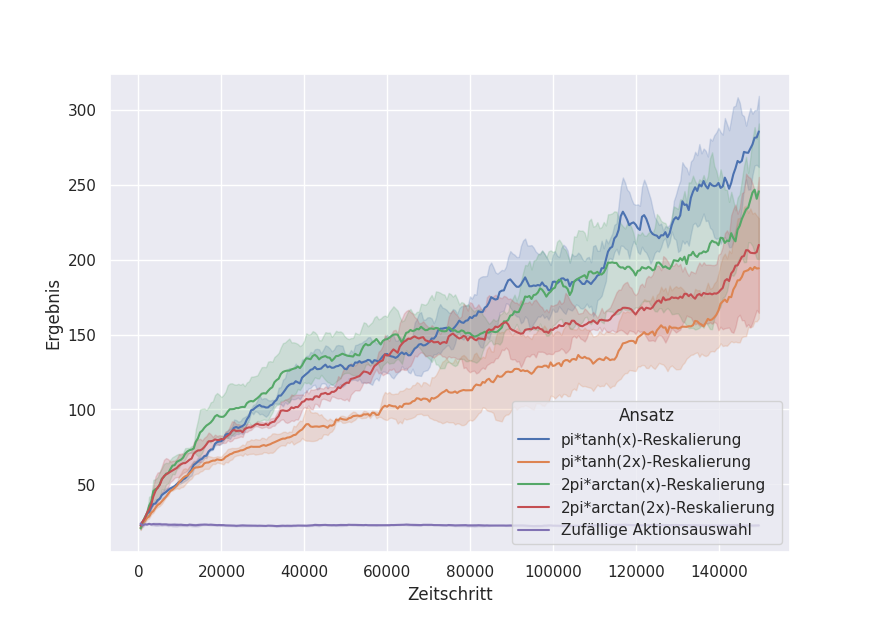 300
250
200
150
100
50
Ergebnis
0 20000 40000 60000 80000 100000 120000 140000
Zeitschritt
Ansatz
pi*tanh(x)-Reskalierung
pi*tanh(2x)-Reskalierung
2pi*arctan(x)-Reskalierung
2pi*arctan(2x)-Reskalierung
Zufällige Aktionsauswahl